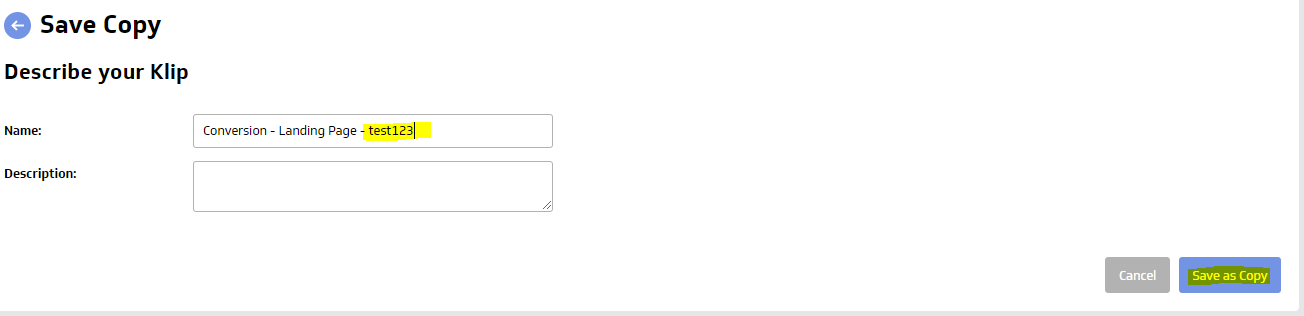 Save Copy
Describe your Klip
Name:
Conversion - Landing Page - test123
Description:
Cancel
Save as Copy